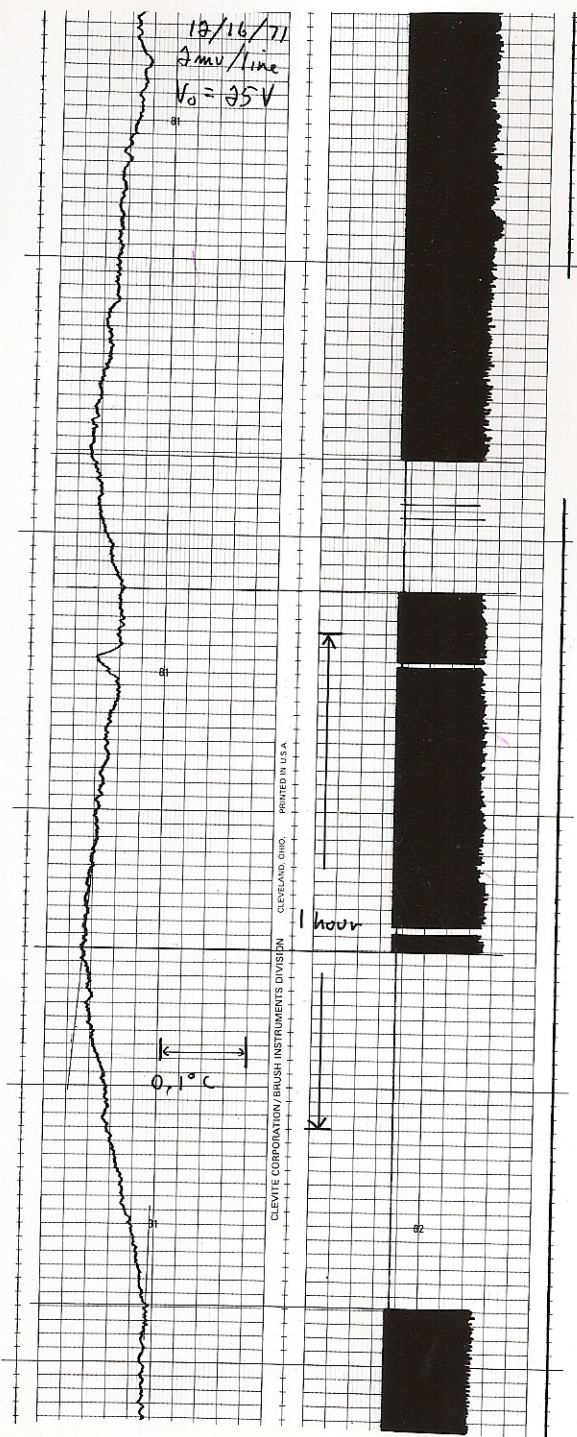 12/16/71
2mv/line
V₀ = 25V
81
81
CLEVITE CORPORATION / BRUSH INSTRUMENTS DIVISION CLEVELAND, OHIO. PRINTED IN U.S.A.
1 hour
0,1°C
81
82